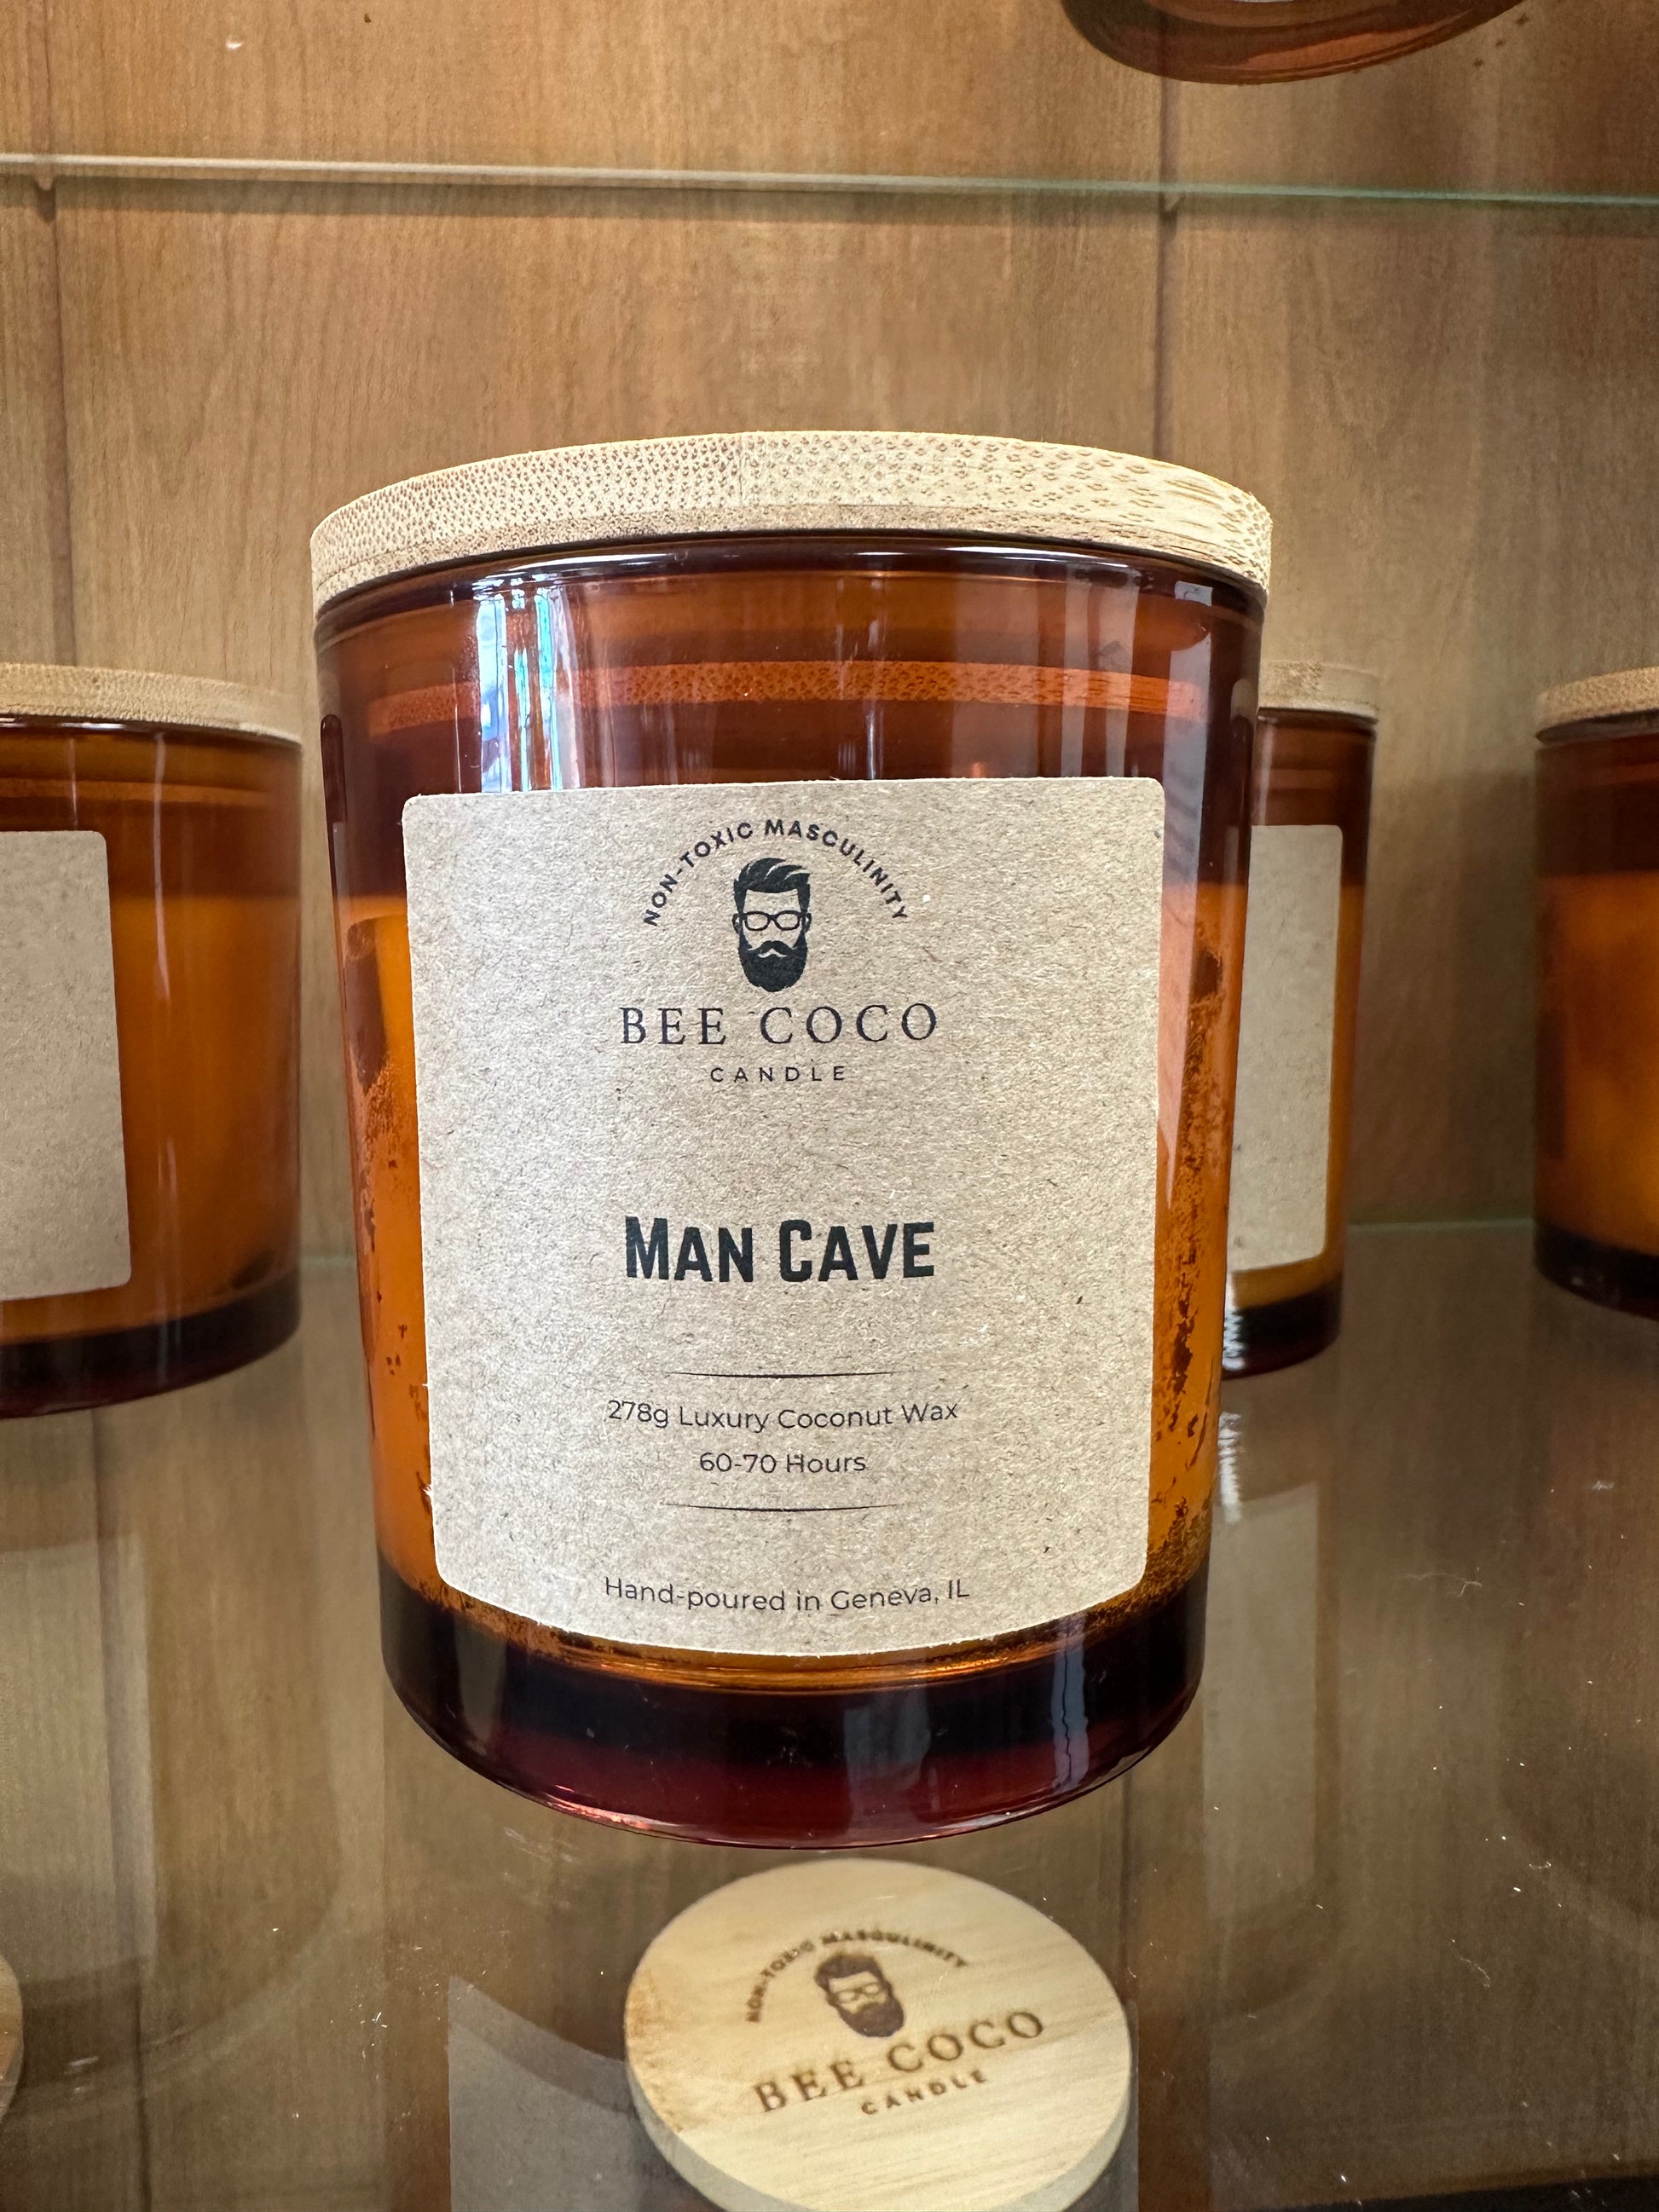 NON-TOXIC MASCULINITY
BEE COCO
CANDLE
MAN CAVE
278g Luxury Coconut Wax
60-70 Hours
Hand-poured in Geneva, IL
NON-TOXIC MASCULINITY
BEE COCO
CANDLE